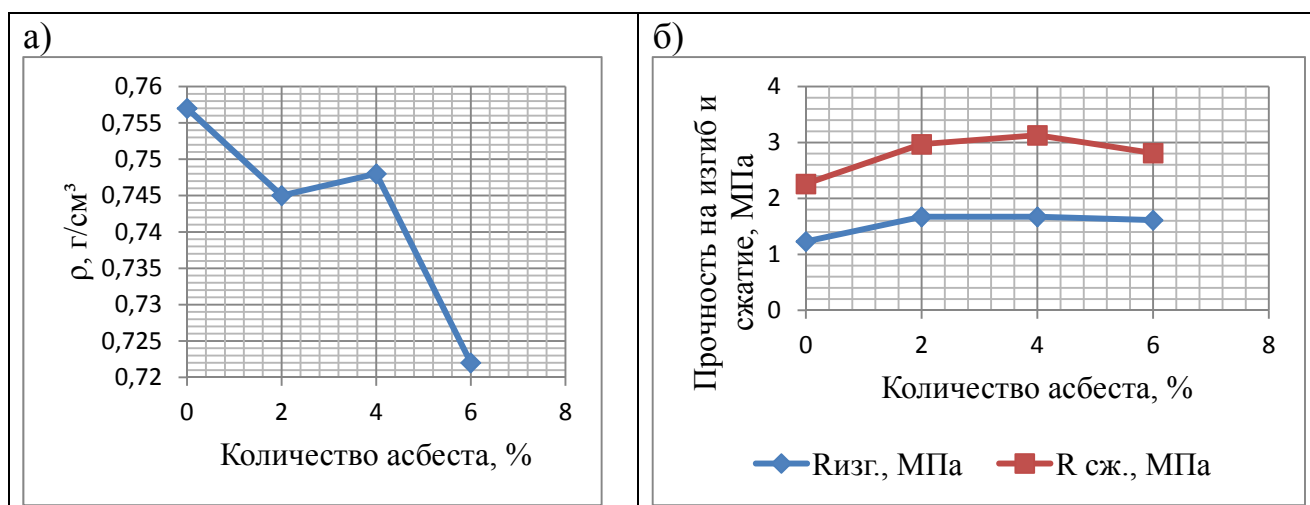 а)
0,76
0,755
0,75
0,745
0,74
0,735
0,73
0,725
0,72
ρ, г/см³
0 2 4 6 8
Количество асбеста, %
б)
4
3
2
1
0
Прочность на изгиб и
сжатие, МПа
0 2 4 6 8
Количество асбеста, %
Rизг., МПа R сж., МПа